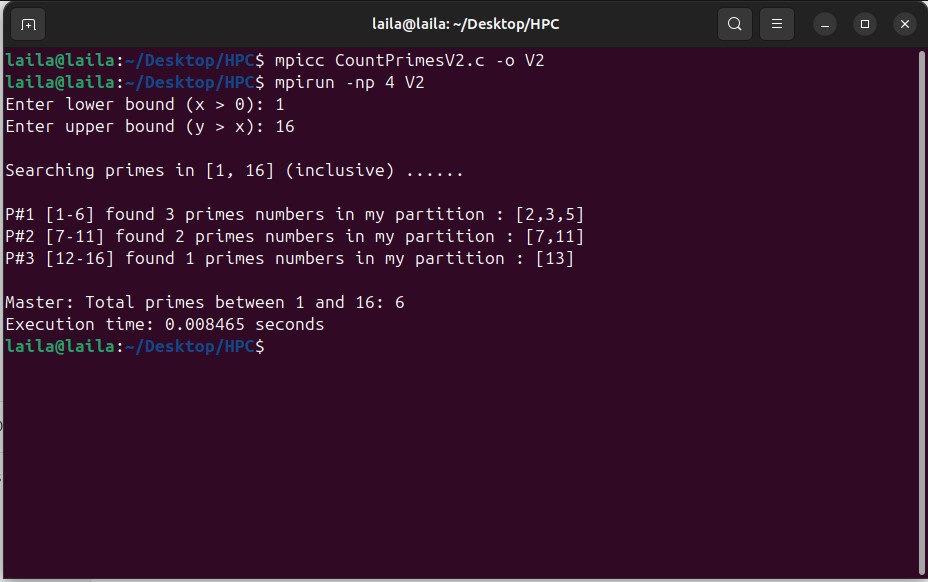 laila@laila: ~/Desktop/HPC
laila@laila:~/Desktop/HPC$ mpicc CountPrimesV2.c -o V2
laila@laila:~/Desktop/HPC$ mpirun -np 4 V2
Enter lower bound (x > 0): 1
Enter upper bound (y > x): 16
Searching primes in [1, 16] (inclusive) ......
P#1 [1-6] found 3 primes numbers in my partition : [2,3,5]
P#2 [7-11] found 2 primes numbers in my partition : [7,11]
P#3 [12-16] found 1 primes numbers in my partition : [13]
Master: Total primes between 1 and 16: 6
Execution time: 0.008465 seconds
laila@laila:~/Desktop/HPC$